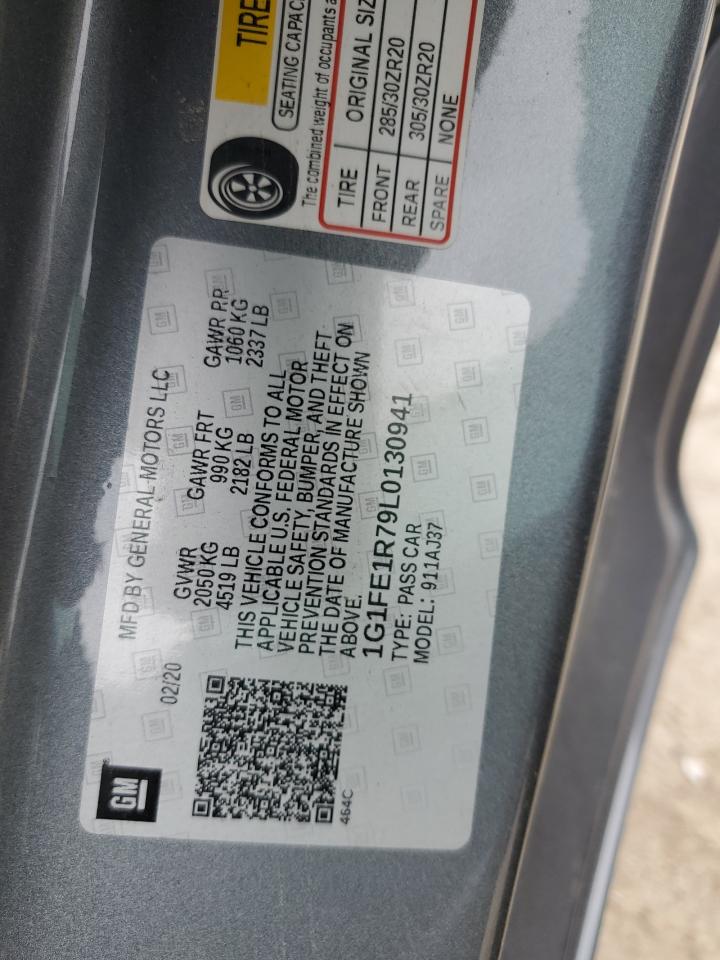 GM
MFD BY GENERAL MOTORS LLC
02/20
GVWR GAWR FRT GAWR RR
2050 KG 990 KG 1060 KG
4519 LB 2182 LB 2337 LB
THIS VEHICLE CONFORMS TO ALL
APPLICABLE U.S. FEDERAL MOTOR
VEHICLE SAFETY, BUMPER, AND THEFT
PREVENTION STANDARDS IN EFFECT ON
THE DATE OF MANUFACTURE SHOWN
ABOVE.
1G1FE1R79L0130941
TYPE: PASS CAR
MODEL: 911AJ37
464C
TIRE
SEATING CAPAC
The combined weight of occupants a
TIRE ORIGINAL SIZ
FRONT 285/30ZR20
REAR 305/30ZR20
SPARE NONE